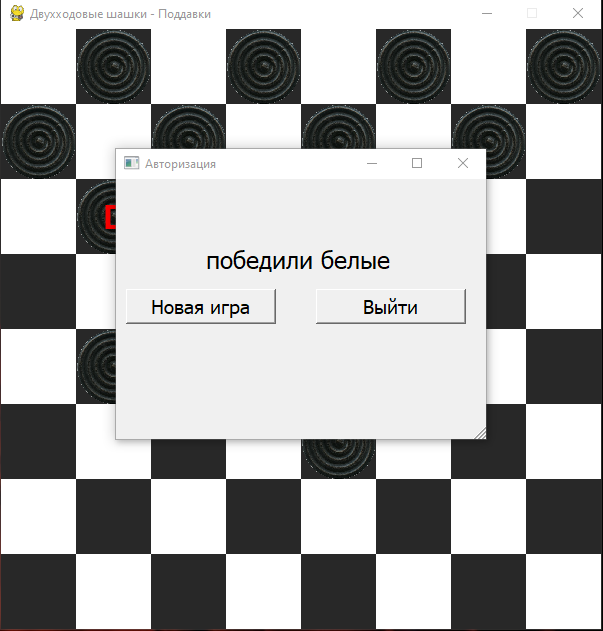 Двухходовые шашки - Поддавки
Авторизация
победили белые
Новая игра
Выйти